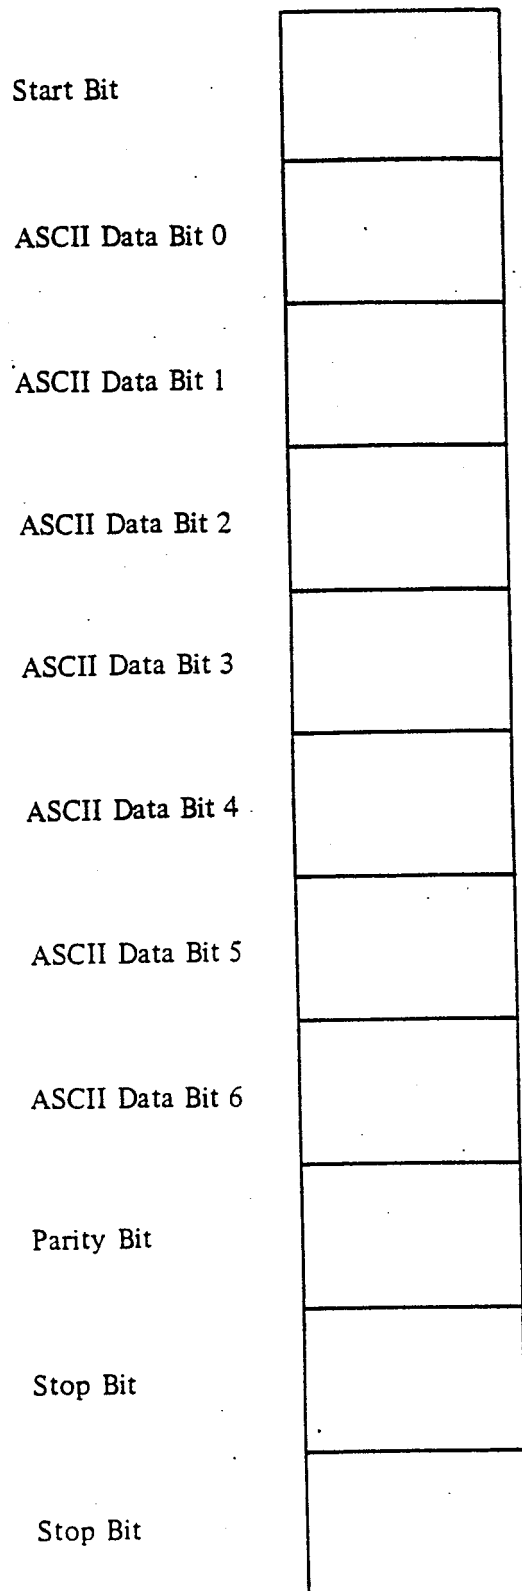 Start Bit
ASCII Data Bit 0
ASCII Data Bit 1
ASCII Data Bit 2
ASCII Data Bit 3
ASCII Data Bit 4
ASCII Data Bit 5
ASCII Data Bit 6
Parity Bit
Stop Bit
Stop Bit